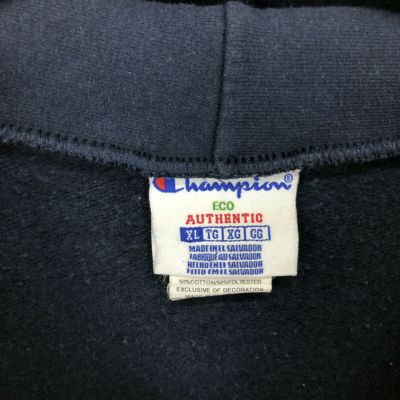 Champion®
ECO
AUTHENTIC
XL TG XG GG
MADE IN EL SALVADOR
FABRIQUÉ AU SALVADOR
HECHO EN EL SALVADOR
FEITO EM EL SALVADOR
50%COTTON/50%POLYESTER
EXCLUSIVE OF DECORATION
MADE